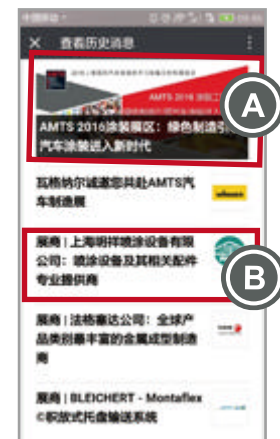 中国移动
× 查看历史消息
AMTS 2016
AMTS 2016涂装展区：绿色制造引
汽车涂装进入新时代
A
瓦格纳尔诚邀您共赴AMTS汽
车制造展
展商 | 上海明祥喷涂设备有限
公司：喷涂设备及其相关配件
专业提供商
B
展商 | 法格塞达公司：全球产
品类别最丰富的金属成型制造
商
展商 | BLEICHERT - Montaflex
©积放式托盘输送系统